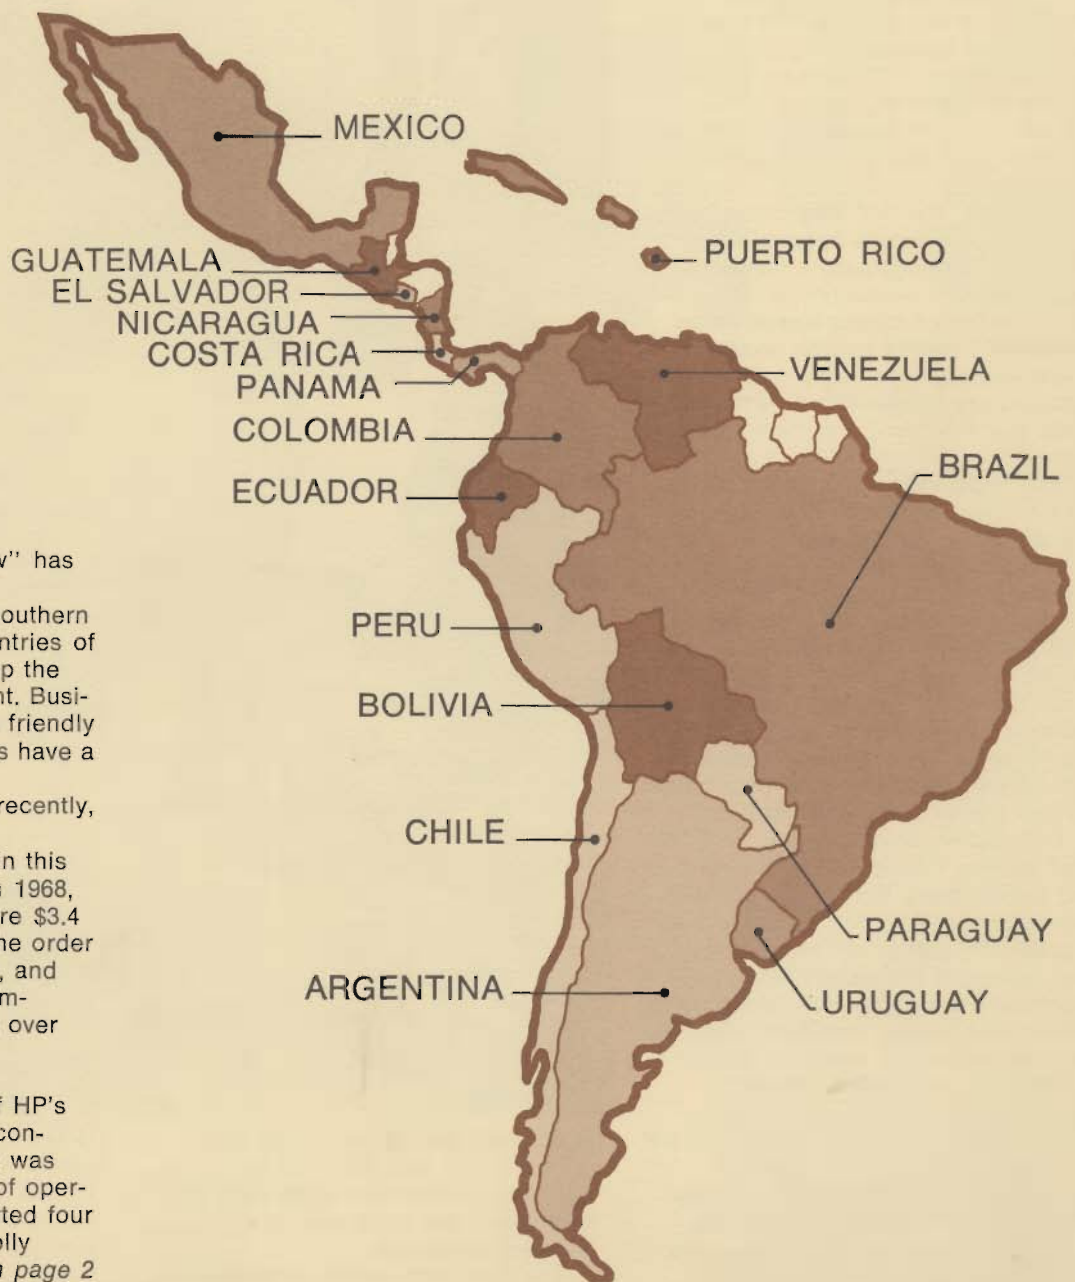 MEXICO
PUERTO RICO
GUATEMALA
EL SALVADOR
NICARAGUA
COSTA RICA
PANAMA
VENEZUELA
COLOMBIA
BRAZIL
ECUADOR
PERU
BOLIVIA
CHILE
PARAGUAY
ARGENTINA
URUGUAY
" has
outhern
ntries of
p the
nt. Busi-
friendly
s have a
recently,
n this
1968,
re $3.4
he order
, and
m-
over
f HP's
con-
was
of oper-
ted four
elly
page 2